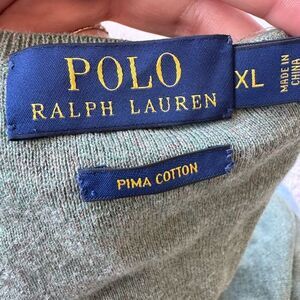 POLO
RALPH LAUREN
XL
MADE IN
CHINA
PIMA COTTON